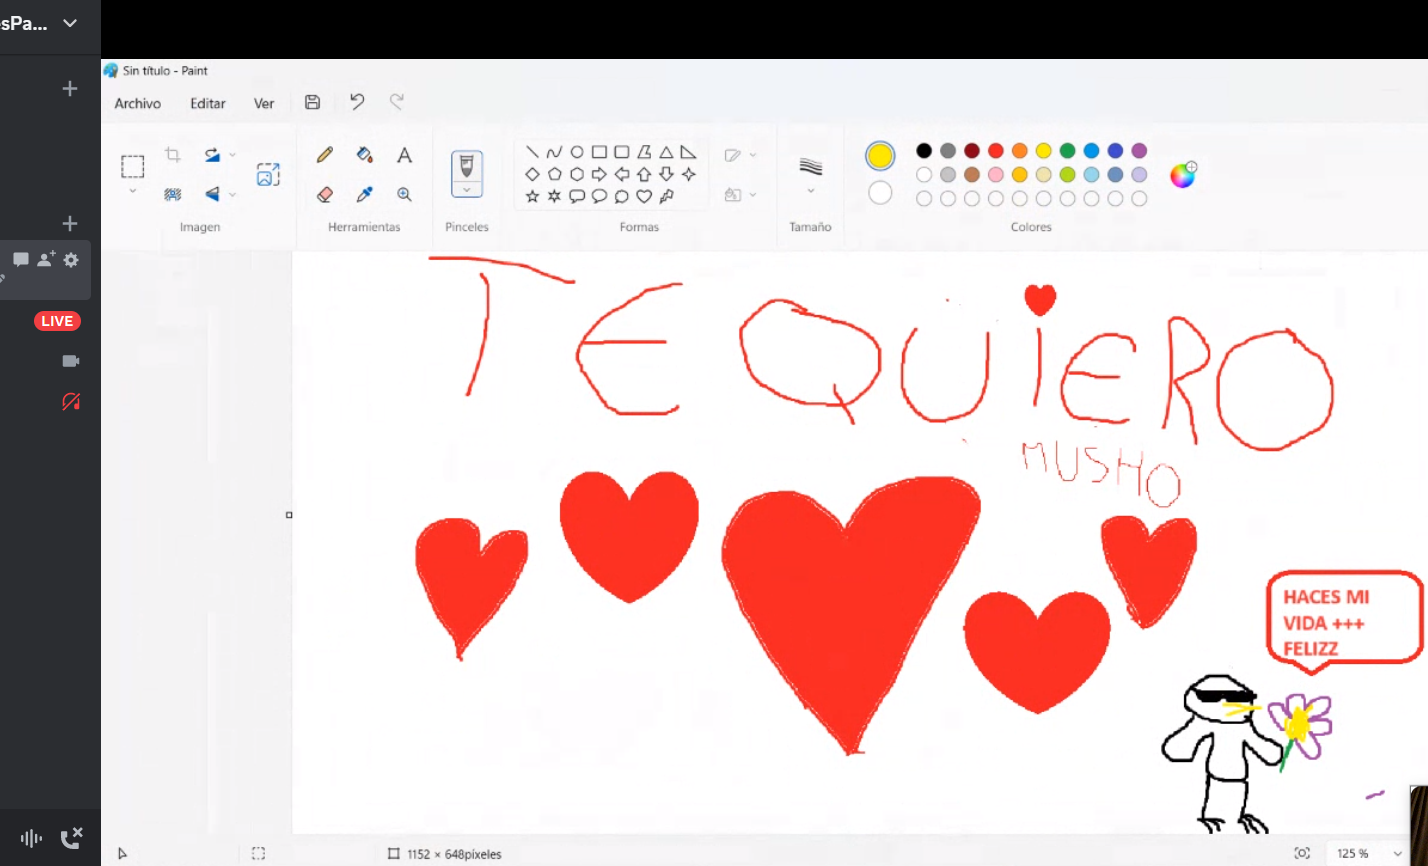 sPa...
Sin título - Paint
Archivo Editar Ver
Imagen Herramientas Pinceles Formas Tamaño Colores
LIVE
TE QUiERO
MUSHO
HACES MI
VIDA +++
FELIZZ
1152 × 648píxeles
125 %